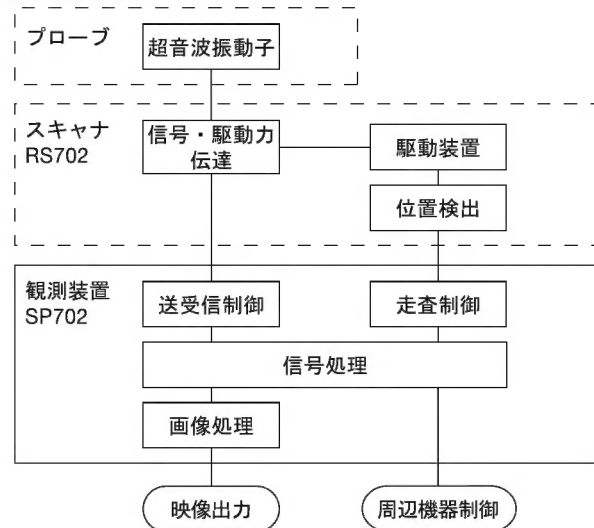 プローブ
超音波振動子
スキャナ
RS702
信号・駆動力
伝達
駆動装置
位置検出
観測装置
SP702
送受信制御
走査制御
信号処理
画像処理
映像出力
周辺機器制御